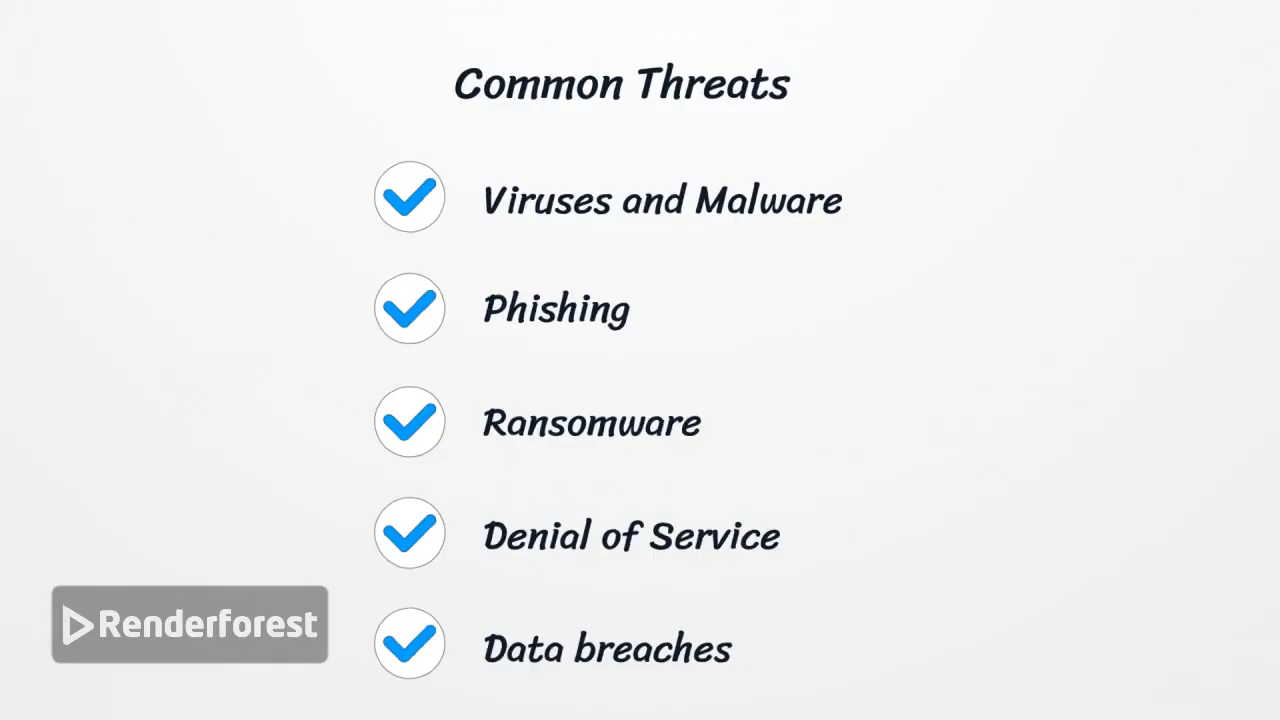 Common Threats
Viruses and Malware
Phishing
Ransomware
Denial of Service
Renderforest
Data breaches